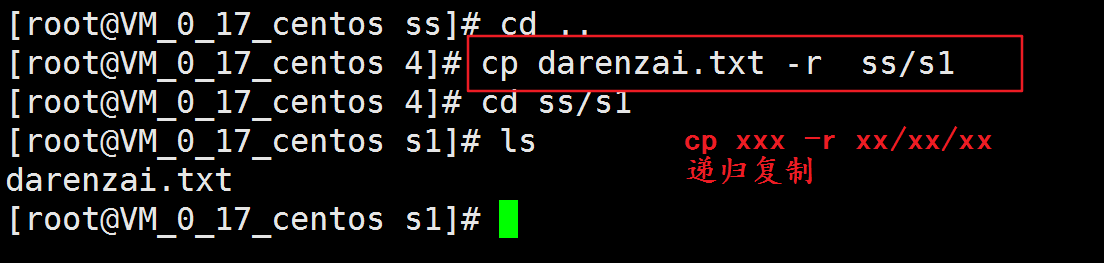 [root@VM_0_17_centos ss]# cd ..
[root@VM_0_17_centos 4]# cp darenzai.txt -r  ss/s1
[root@VM_0_17_centos 4]# cd ss/s1
[root@VM_0_17_centos s1]# ls
cp xxx -r xx/xx/xx
递归复制
darenzai.txt
[root@VM_0_17_centos s1]#